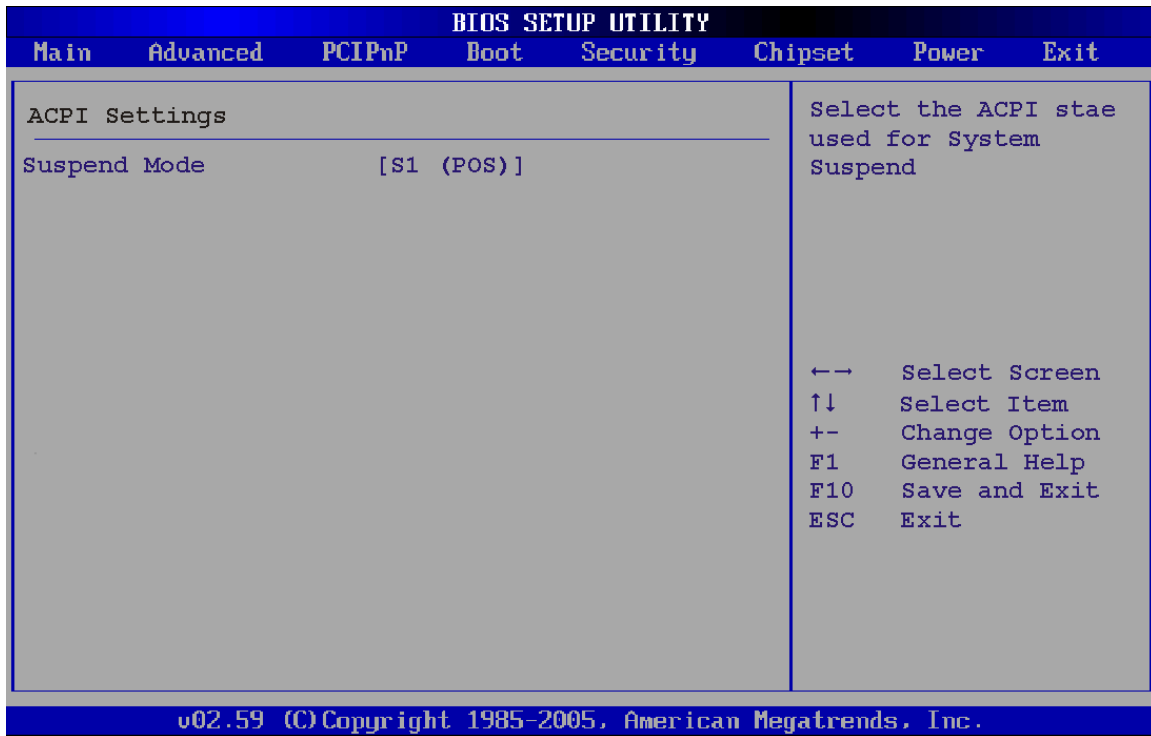 BIOS SETUP UTILITY
Main Advanced PCIPnP Boot Security Chipset Power Exit
ACPI Settings
Suspend Mode [S1 (POS)]
Select the ACPI stae
used for System
Suspend
←→ Select Screen
↑↓ Select Item
+- Change Option
F1 General Help
F10 Save and Exit
ESC Exit
v02.59 (C)Copyright 1985-2005, American Megatrends, Inc.